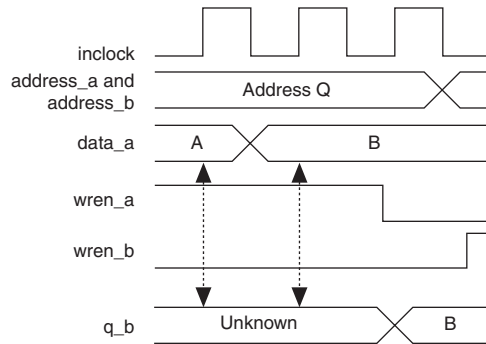 inclock
address_a and
address_b
Address Q
data_a
A
B
wren_a
wren_b
q_b
Unknown
B